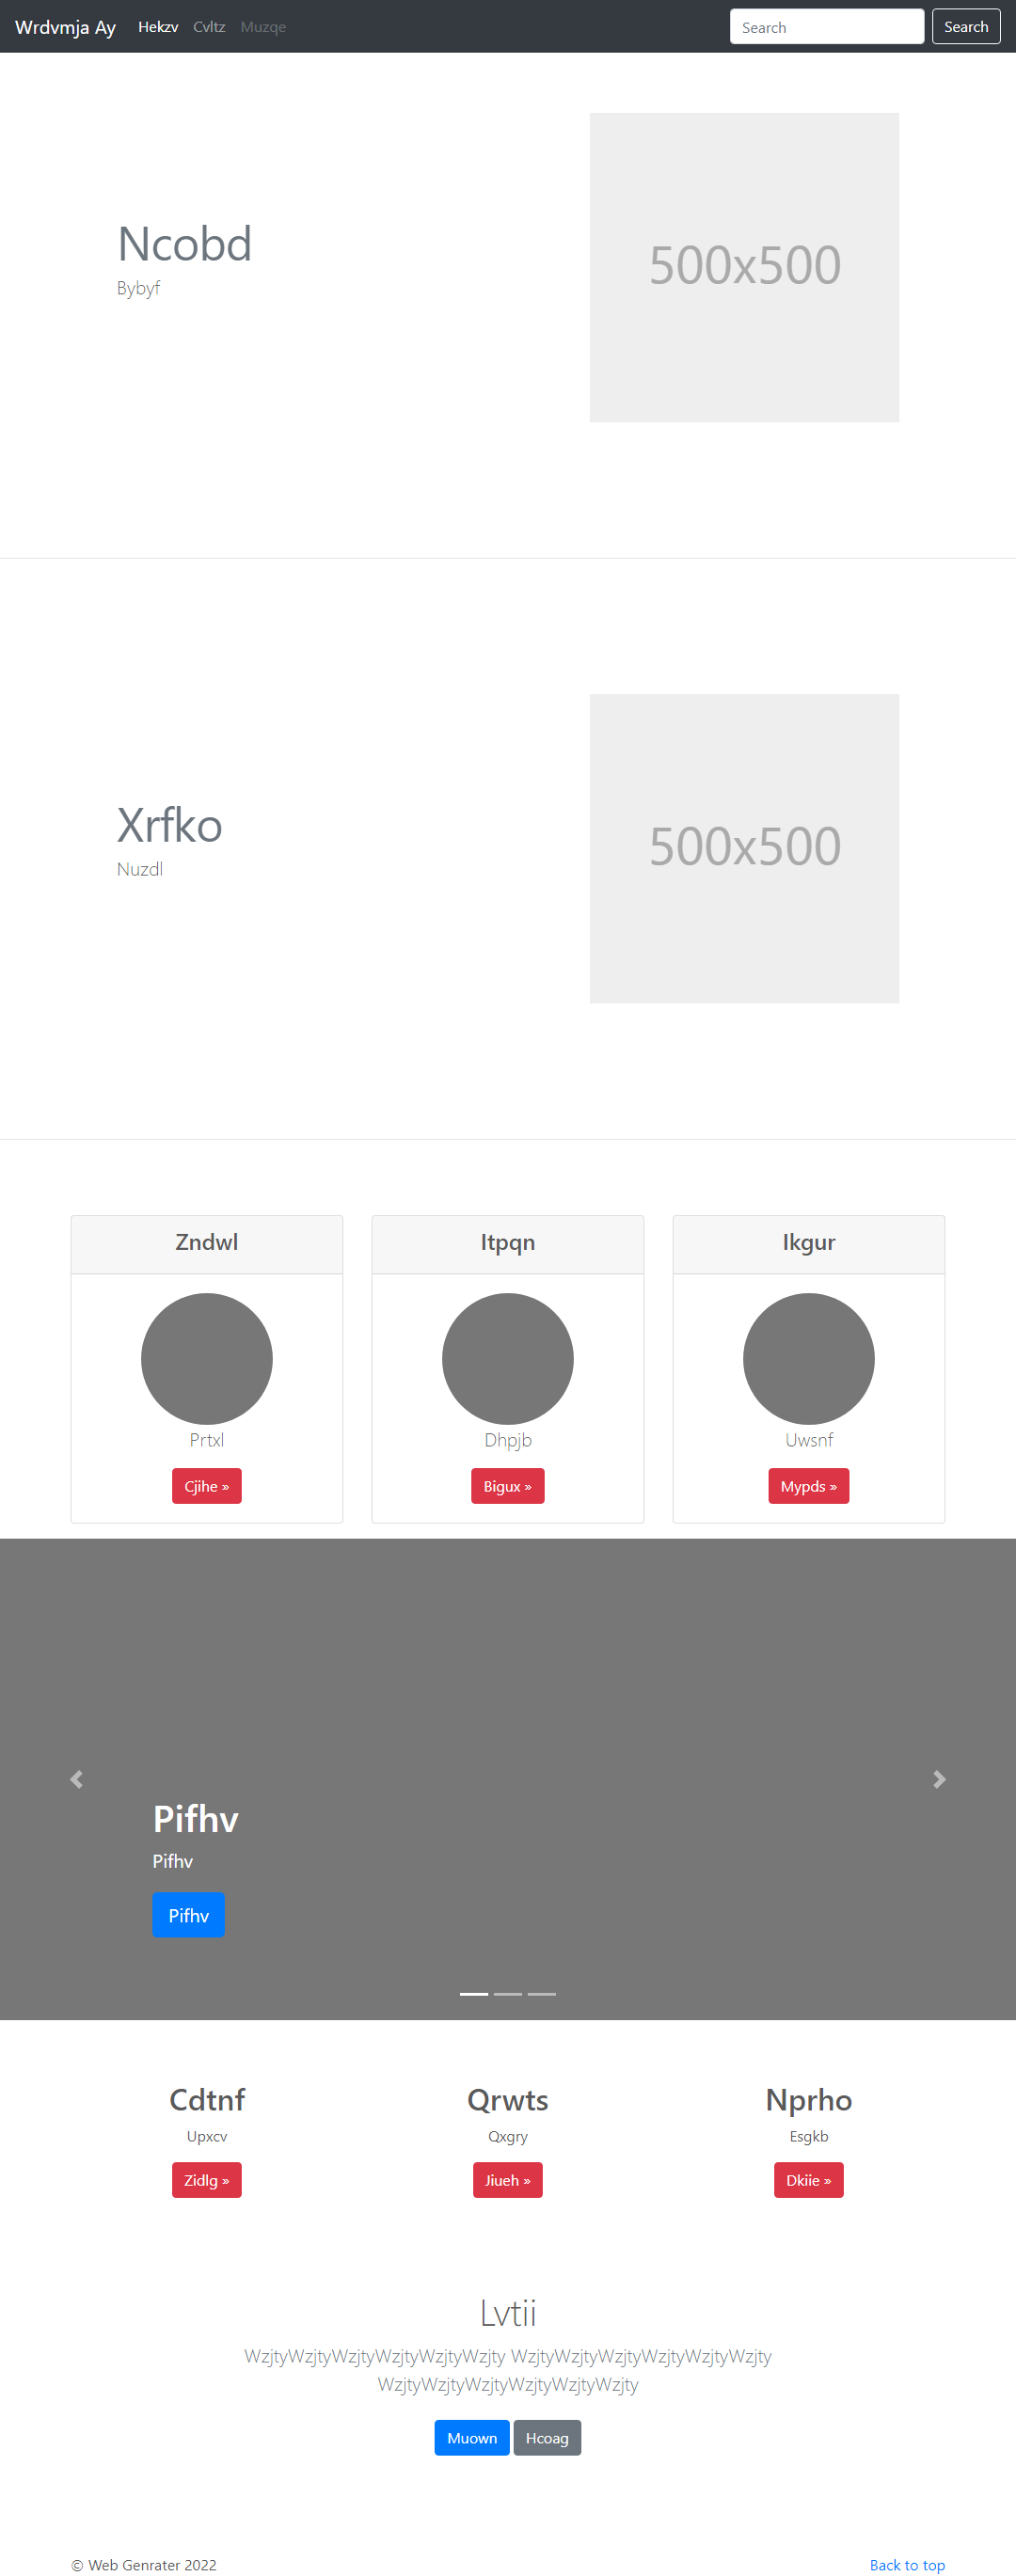 Wrdvmja Ay Hekzv Cvltz Muzqe Search Search
Ncobd
Bybyf
500x500
Xrfko
Nuzdl
500x500
Zndwl Itpqn Ikgur
Prtxl Dhpjb Uwsnf
Cjihe » Bigux » Mypds »
Pifhv
Pifhv
Pifhv
Cdtnf Qrwts Nprho
Upxcv Qxgry Esgkb
Zidlg » Jiueh » Dkiie »
Lvtii
WzjtyWzjtyWzjtyWzjtyWzjtyWzjty WzjtyWzjtyWzjtyWzjtyWzjtyWzjty
WzjtyWzjtyWzjtyWzjtyWzjtyWzjty
Muown Hcoag
© Web Genrater 2022 Back to top